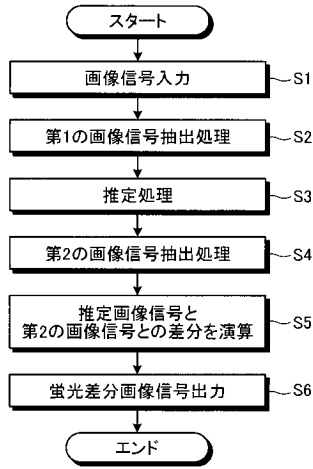 スタート
画像信号入力 S1
第1の画像信号抽出処理 S2
推定処理 S3
第2の画像信号抽出処理 S4
推定画像信号と
第2の画像信号との差分を演算 S5
蛍光差分画像信号出力 S6
エンド